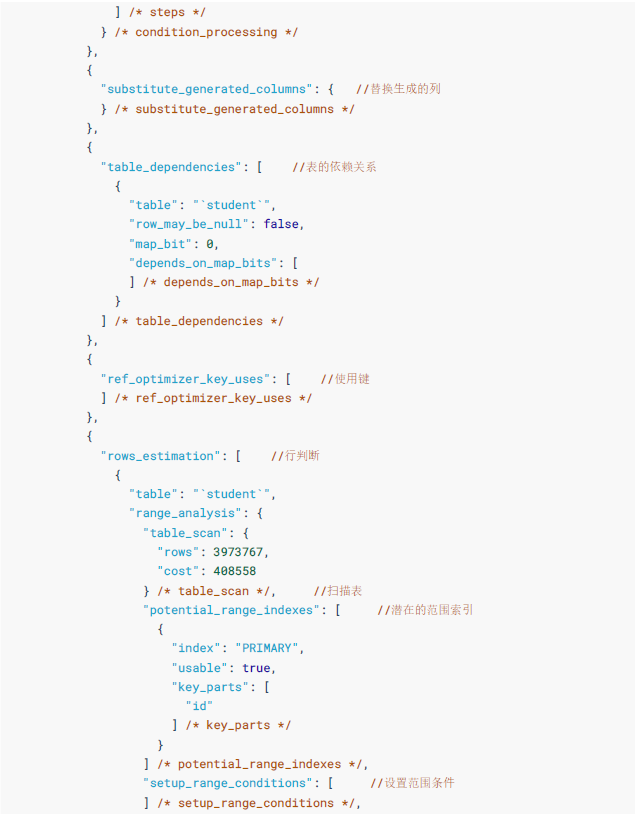 ] /* steps */
} /* condition_processing */
},
{
"substitute_generated_columns": { //替换生成的列
} /* substitute_generated_columns */
},
{
"table_dependencies": [ //表的依赖关系
{
"table": "`student`",
"row_may_be_null": false,
"map_bit": 0,
"depends_on_map_bits": [
] /* depends_on_map_bits */
}
] /* table_dependencies */
},
{
"ref_optimizer_key_uses": [ //使用键
] /* ref_optimizer_key_uses */
},
{
"rows_estimation": [ //行判断
{
"table": "`student`",
"range_analysis": {
"table_scan": {
"rows": 3973767,
"cost": 408558
} /* table_scan */, //扫描表
"potential_range_indexes": [ //潜在的范围索引
{
"index": "PRIMARY",
"usable": true,
"key_parts": [
"id"
] /* key_parts */
}
] /* potential_range_indexes */,
"setup_range_conditions": [ //设置范围条件
] /* setup_range_conditions */,